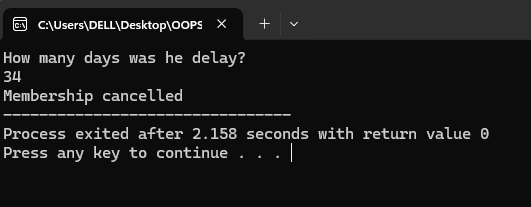 C:\Users\DELL\Desktop\OOPS
How many days was he delay?
34
Membership cancelled
--------------------------------
Process exited after 2.158 seconds with return value 0
Press any key to continue . . .